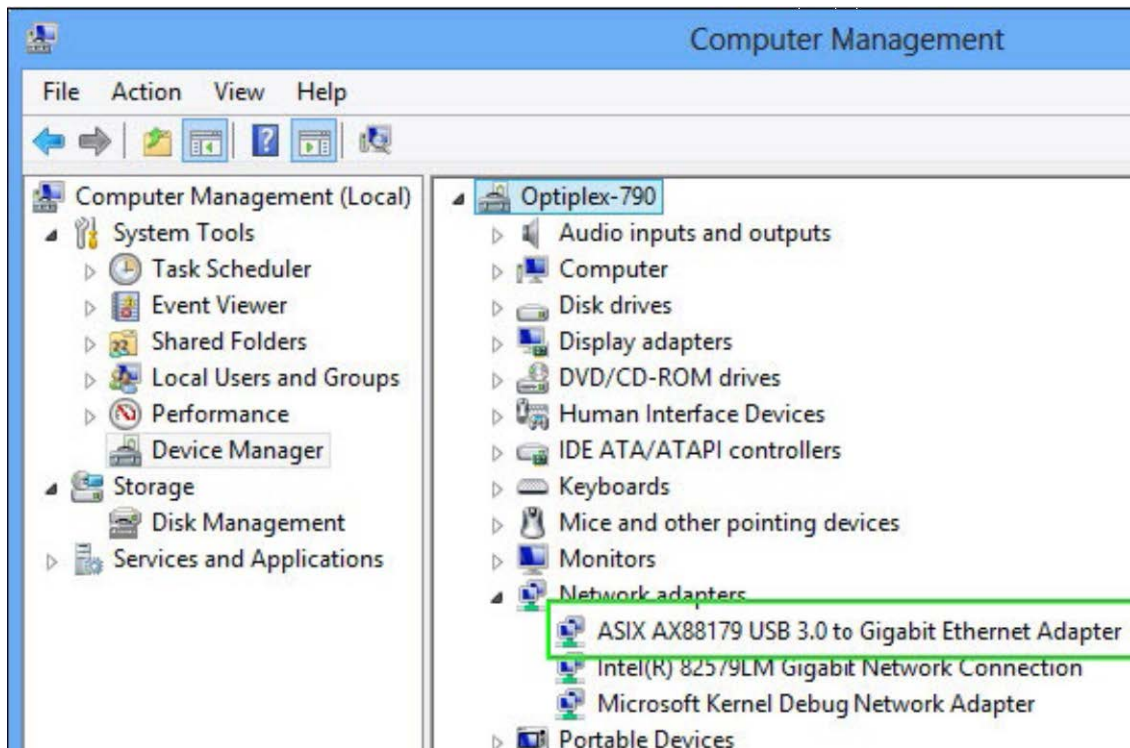 Computer Management
File Action View Help
Computer Management (Local)
System Tools
Task Scheduler
Event Viewer
Shared Folders
Local Users and Groups
Performance
Device Manager
Storage
Disk Management
Services and Applications
Optiplex-790
Audio inputs and outputs
Computer
Disk drives
Display adapters
DVD/CD-ROM drives
Human Interface Devices
IDE ATA/ATAPI controllers
Keyboards
Mice and other pointing devices
Monitors
Network adapters
ASIX AX88179 USB 3.0 to Gigabit Ethernet Adapter
Intel(R) 82579LM Gigabit Network Connection
Microsoft Kernel Debug Network Adapter
Portable Devices